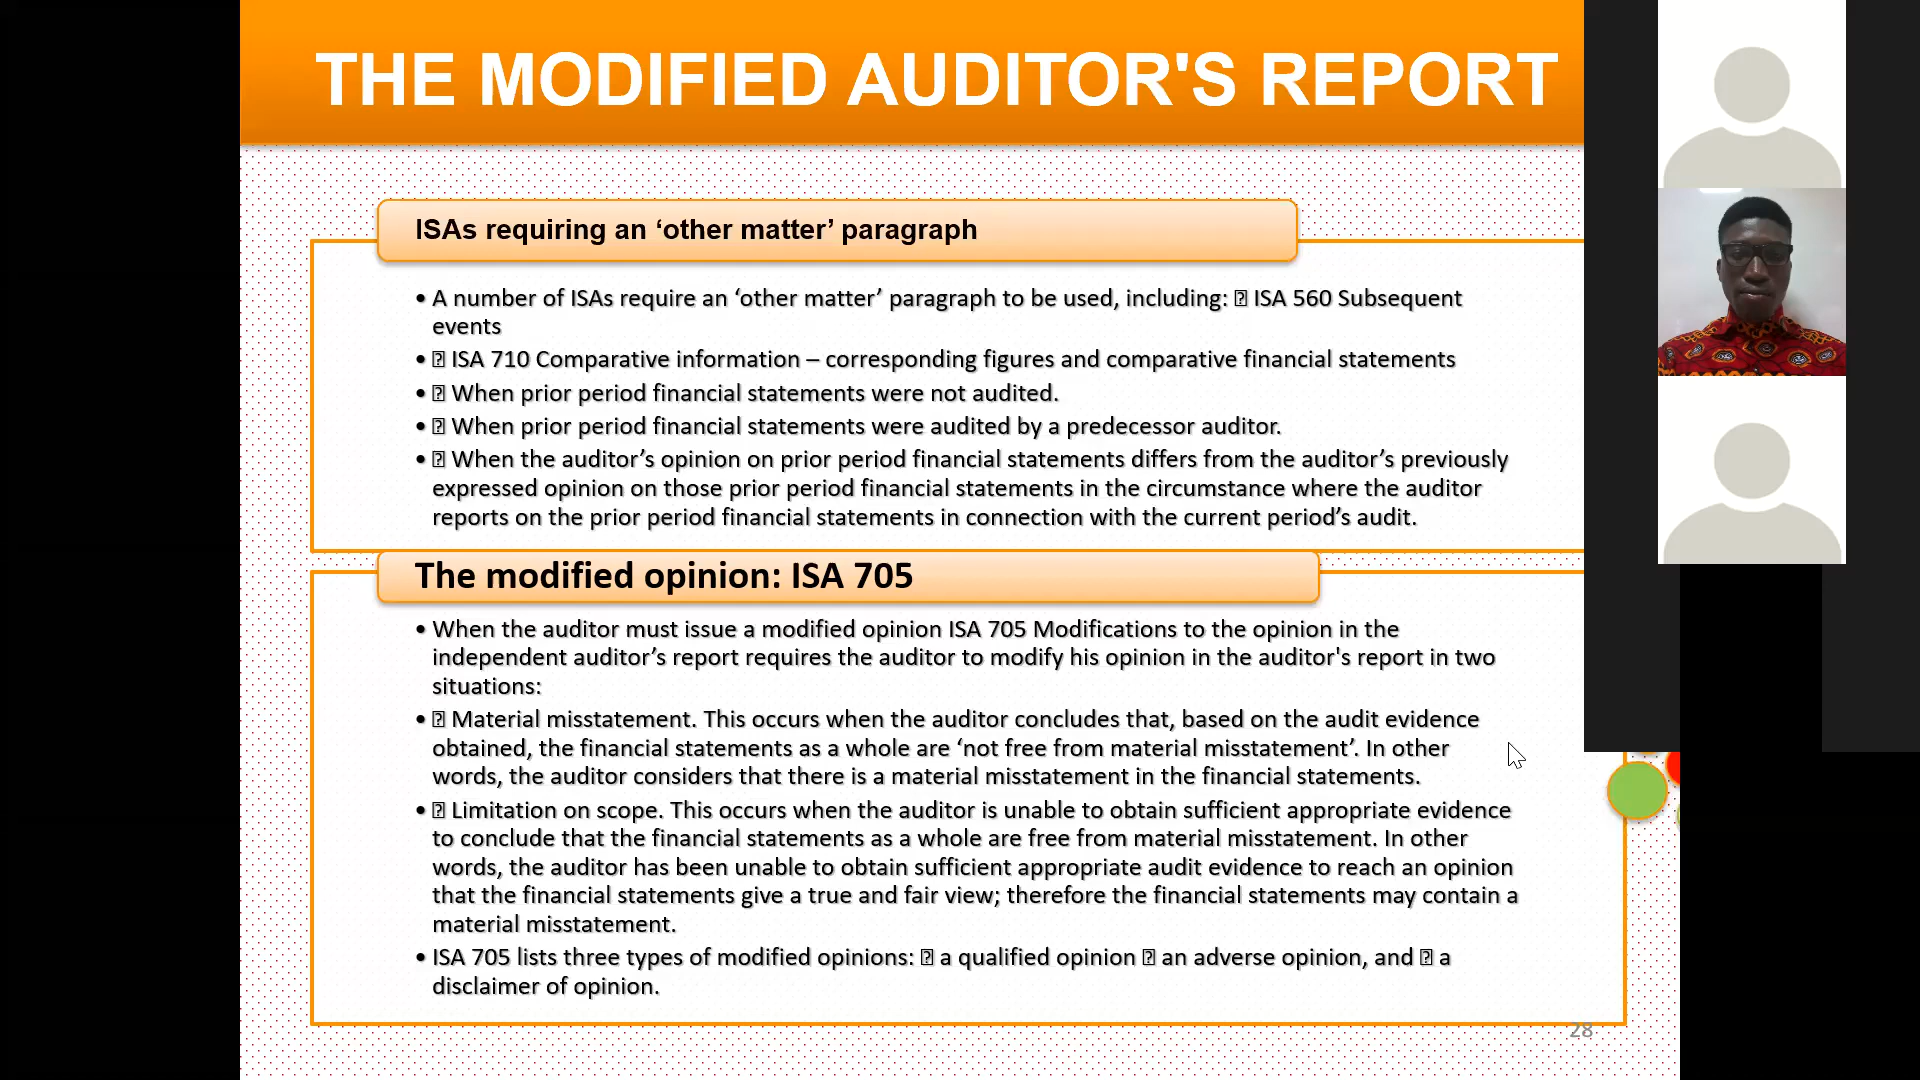 THE MODIFIED AUDITOR'S REPORT
ISAs requiring an ‘other matter’ paragraph
• A number of ISAs require an ‘other matter’ paragraph to be used, including: � ISA 560 Subsequent
events
• � ISA 710 Comparative information – corresponding figures and comparative financial statements
• � When prior period financial statements were not audited.
• � When prior period financial statements were audited by a predecessor auditor.
• � When the auditor’s opinion on prior period financial statements differs from the auditor’s previously
expressed opinion on those prior period financial statements in the circumstance where the auditor
reports on the prior period financial statements in connection with the current period’s audit.
The modified opinion: ISA 705
• When the auditor must issue a modified opinion ISA 705 Modifications to the opinion in the
independent auditor’s report requires the auditor to modify his opinion in the auditor's report in two
situations:
• � Material misstatement. This occurs when the auditor concludes that, based on the audit evidence
obtained, the financial statements as a whole are ‘not free from material misstatement’. In other
words, the auditor considers that there is a material misstatement in the financial statements.
• � Limitation on scope. This occurs when the auditor is unable to obtain sufficient appropriate evidence
to conclude that the financial statements as a whole are free from material misstatement. In other
words, the auditor has been unable to obtain sufficient appropriate audit evidence to reach an opinion
that the financial statements give a true and fair view; therefore the financial statements may contain a
material misstatement.
• ISA 705 lists three types of modified opinions: � a qualified opinion � an adverse opinion, and � a
disclaimer of opinion.
28